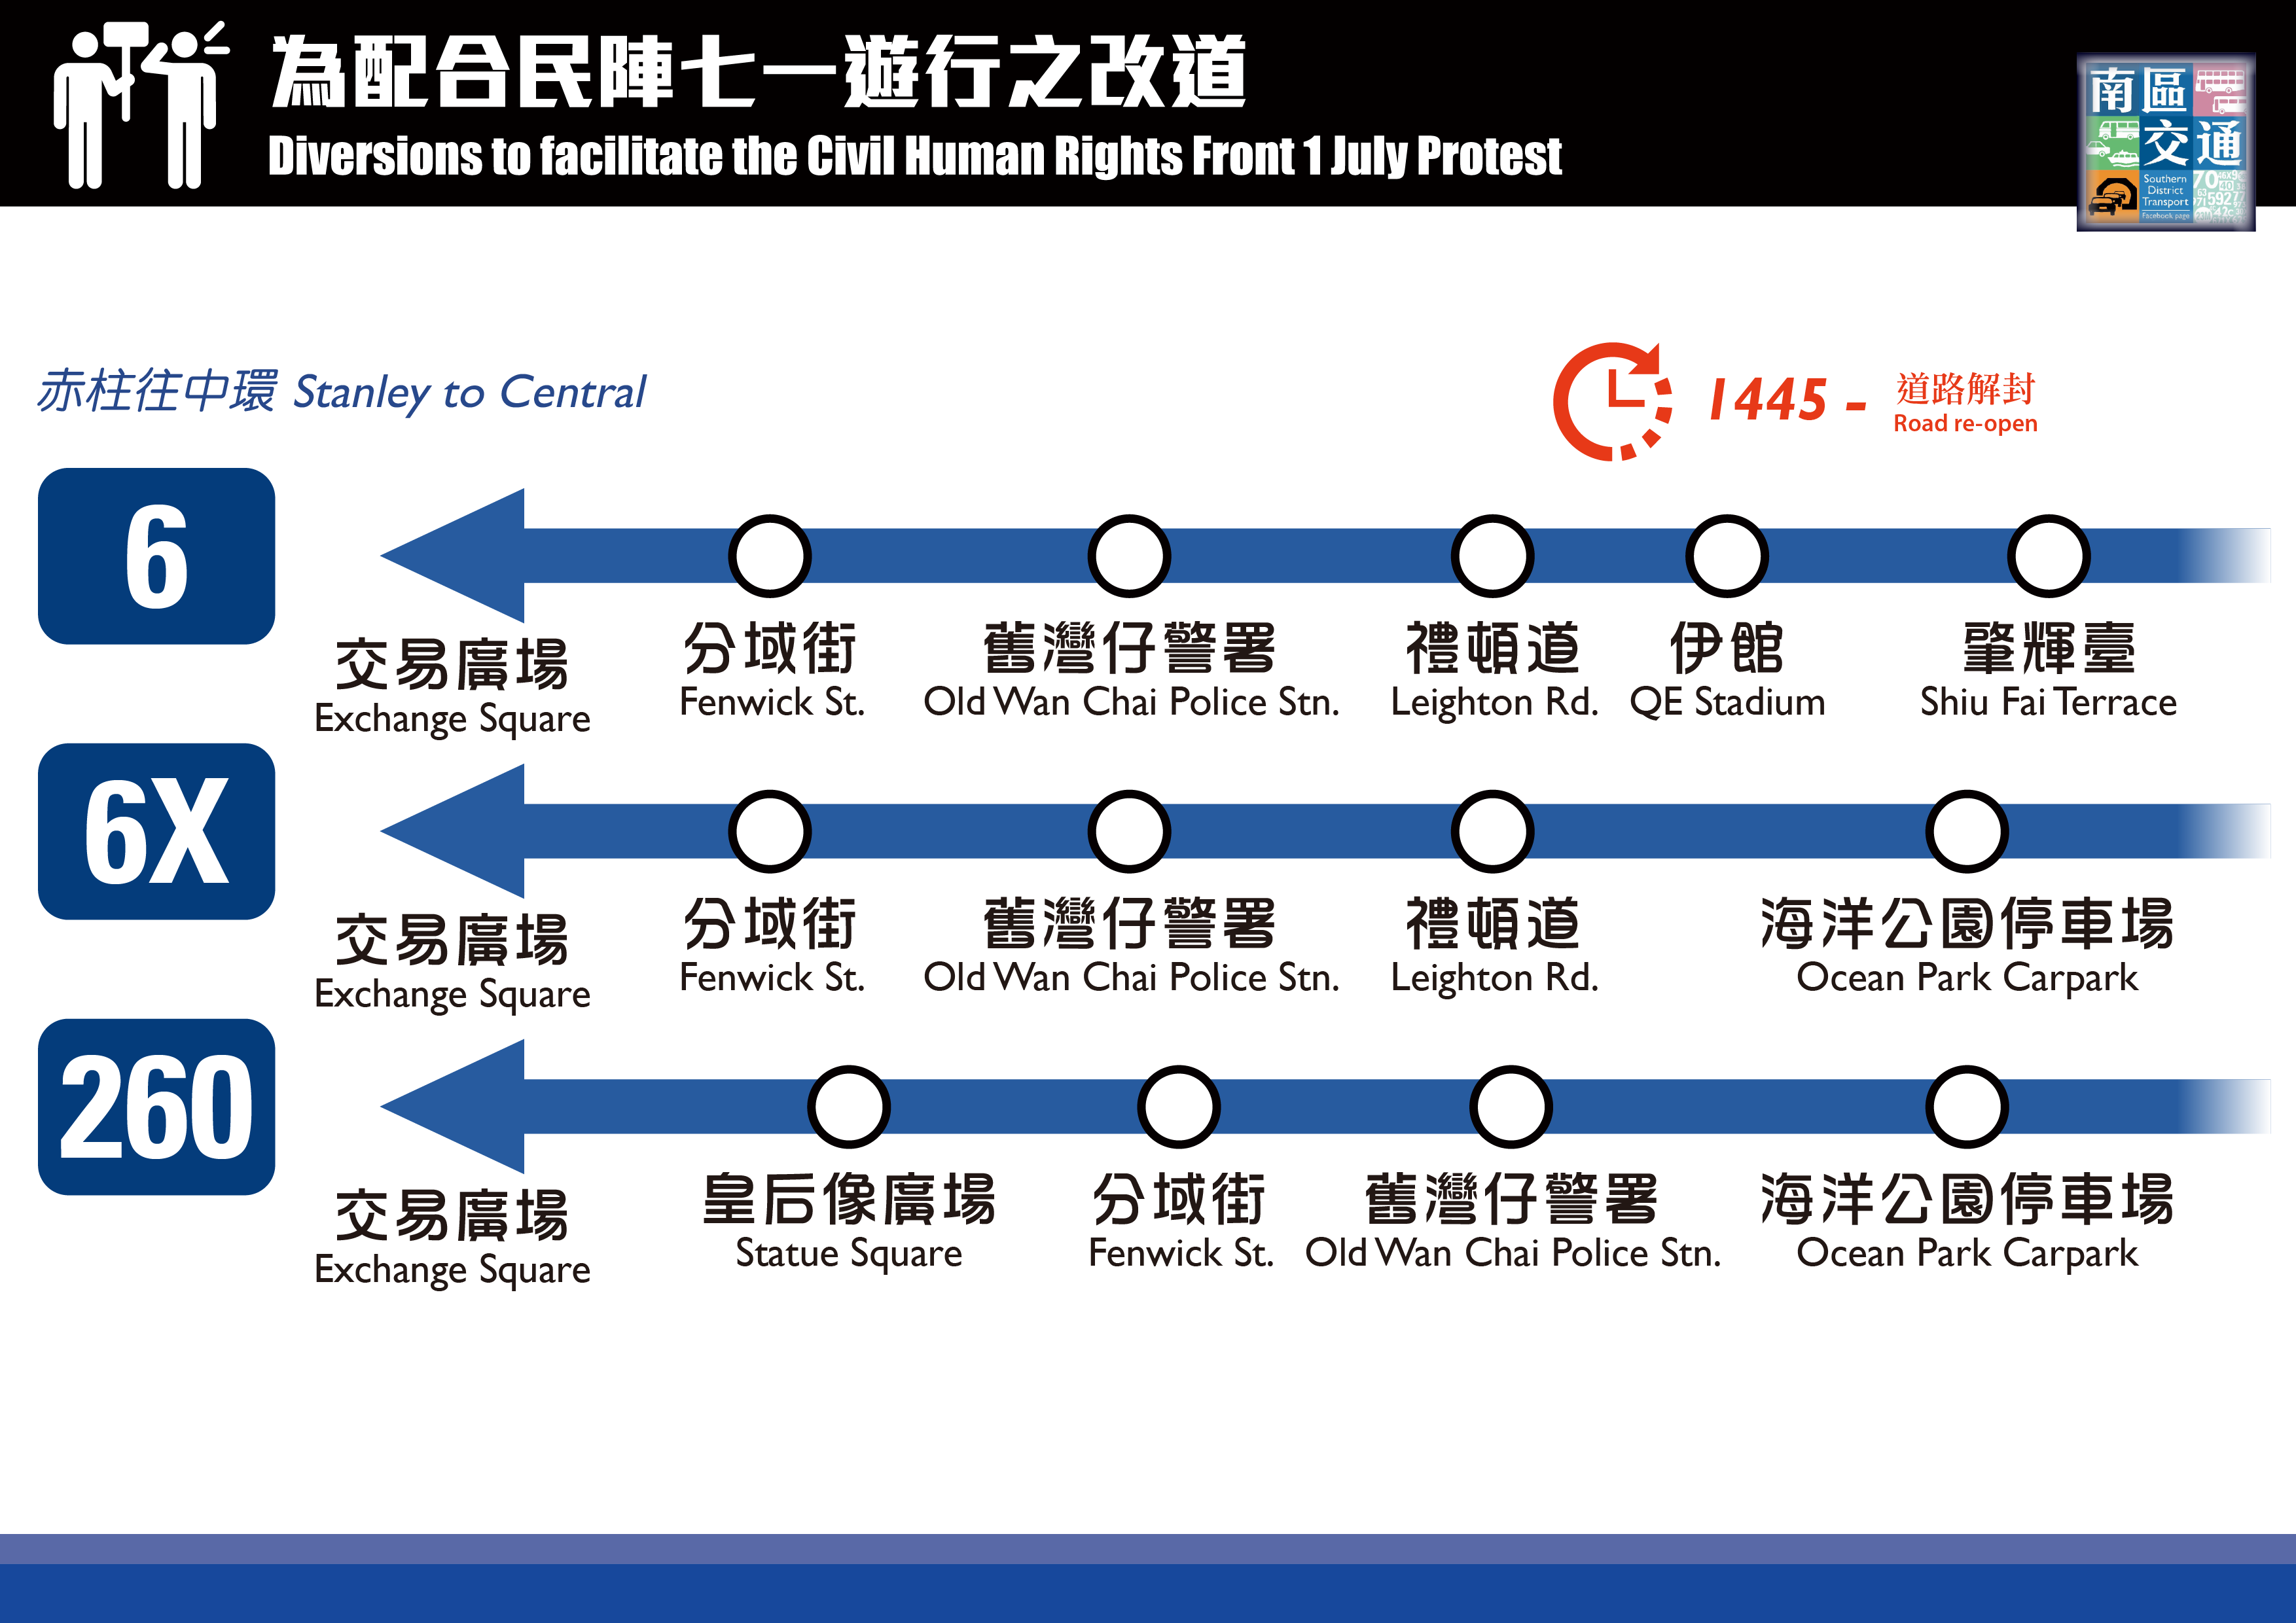 為配合民陣七一遊行之改道
Diversions to facilitate the Civil Human Rights Front 1 July Protest
南區
交通
Southern
District
Transport
Facebook page
赤柱往中環 Stanley to Central
1445 - 道路解封
Road re-open
6
交易廣場 分域街 舊灣仔警署 禮頓道 伊館 肇輝臺
Exchange Square Fenwick St. Old Wan Chai Police Stn. Leighton Rd. QE Stadium Shiu Fai Terrace
6X
交易廣場 分域街 舊灣仔警署 禮頓道 海洋公園停車場
Exchange Square Fenwick St. Old Wan Chai Police Stn. Leighton Rd. Ocean Park Carpark
260
交易廣場 皇后像廣場 分域街 舊灣仔警署 海洋公園停車場
Exchange Square Statue Square Fenwick St. Old Wan Chai Police Stn. Ocean Park Carpark